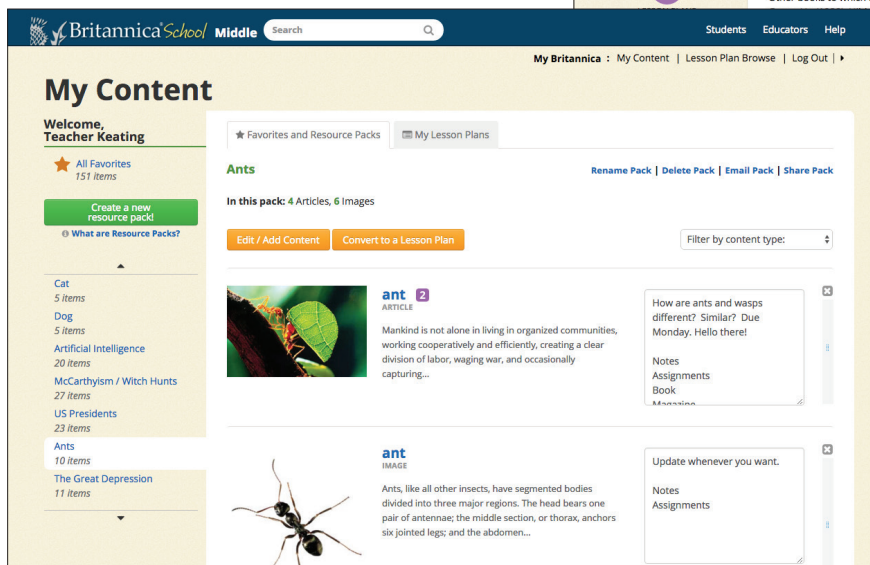 Britannica School Middle Search Students Educators Help
My Britannica : My Content | Lesson Plan Browse | Log Out |
My Content
Welcome,
Teacher Keating
All Favorites
151 items
Create a new
resource pack!
What are Resource Packs?
Cat
5 items
Dog
5 items
Artificial Intelligence
20 items
McCarthyism / Witch Hunts
27 items
US Presidents
23 items
Ants
10 items
The Great Depression
11 items
Favorites and Resource Packs My Lesson Plans
Ants
Rename Pack | Delete Pack | Email Pack | Share Pack
In this pack: 4 Articles, 6 Images
Edit / Add Content Convert to a Lesson Plan Filter by content type:
ant 2
ARTICLE
Mankind is not alone in living in organized communities,
working cooperatively and efficiently, creating a clear
division of labor, waging war, and occasionally
capturing...
How are ants and wasps
different? Similar? Due
Monday. Hello there!
Notes
Assignments
Book
Magazine
ant
IMAGE
Ants, like all other insects, have segmented bodies
divided into three major regions. The head bears one
pair of antennae; the middle section, or thorax, anchors
six jointed legs; and the abdomen...
Update whenever you want.
Notes
Assignments